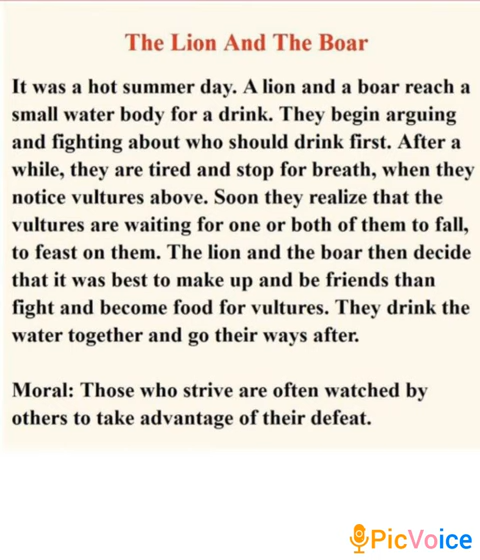 The Lion And The Boar
It was a hot summer day. A lion and a boar reach a
small water body for a drink. They begin arguing
and fighting about who should drink first. After a
while, they are tired and stop for breath, when they
notice vultures above. Soon they realize that the
vultures are waiting for one or both of them to fall,
to feast on them. The lion and the boar then decide
that it was best to make up and be friends than
fight and become food for vultures. They drink the
water together and go their ways after.
Moral: Those who strive are often watched by
others to take advantage of their defeat.
PicVoice